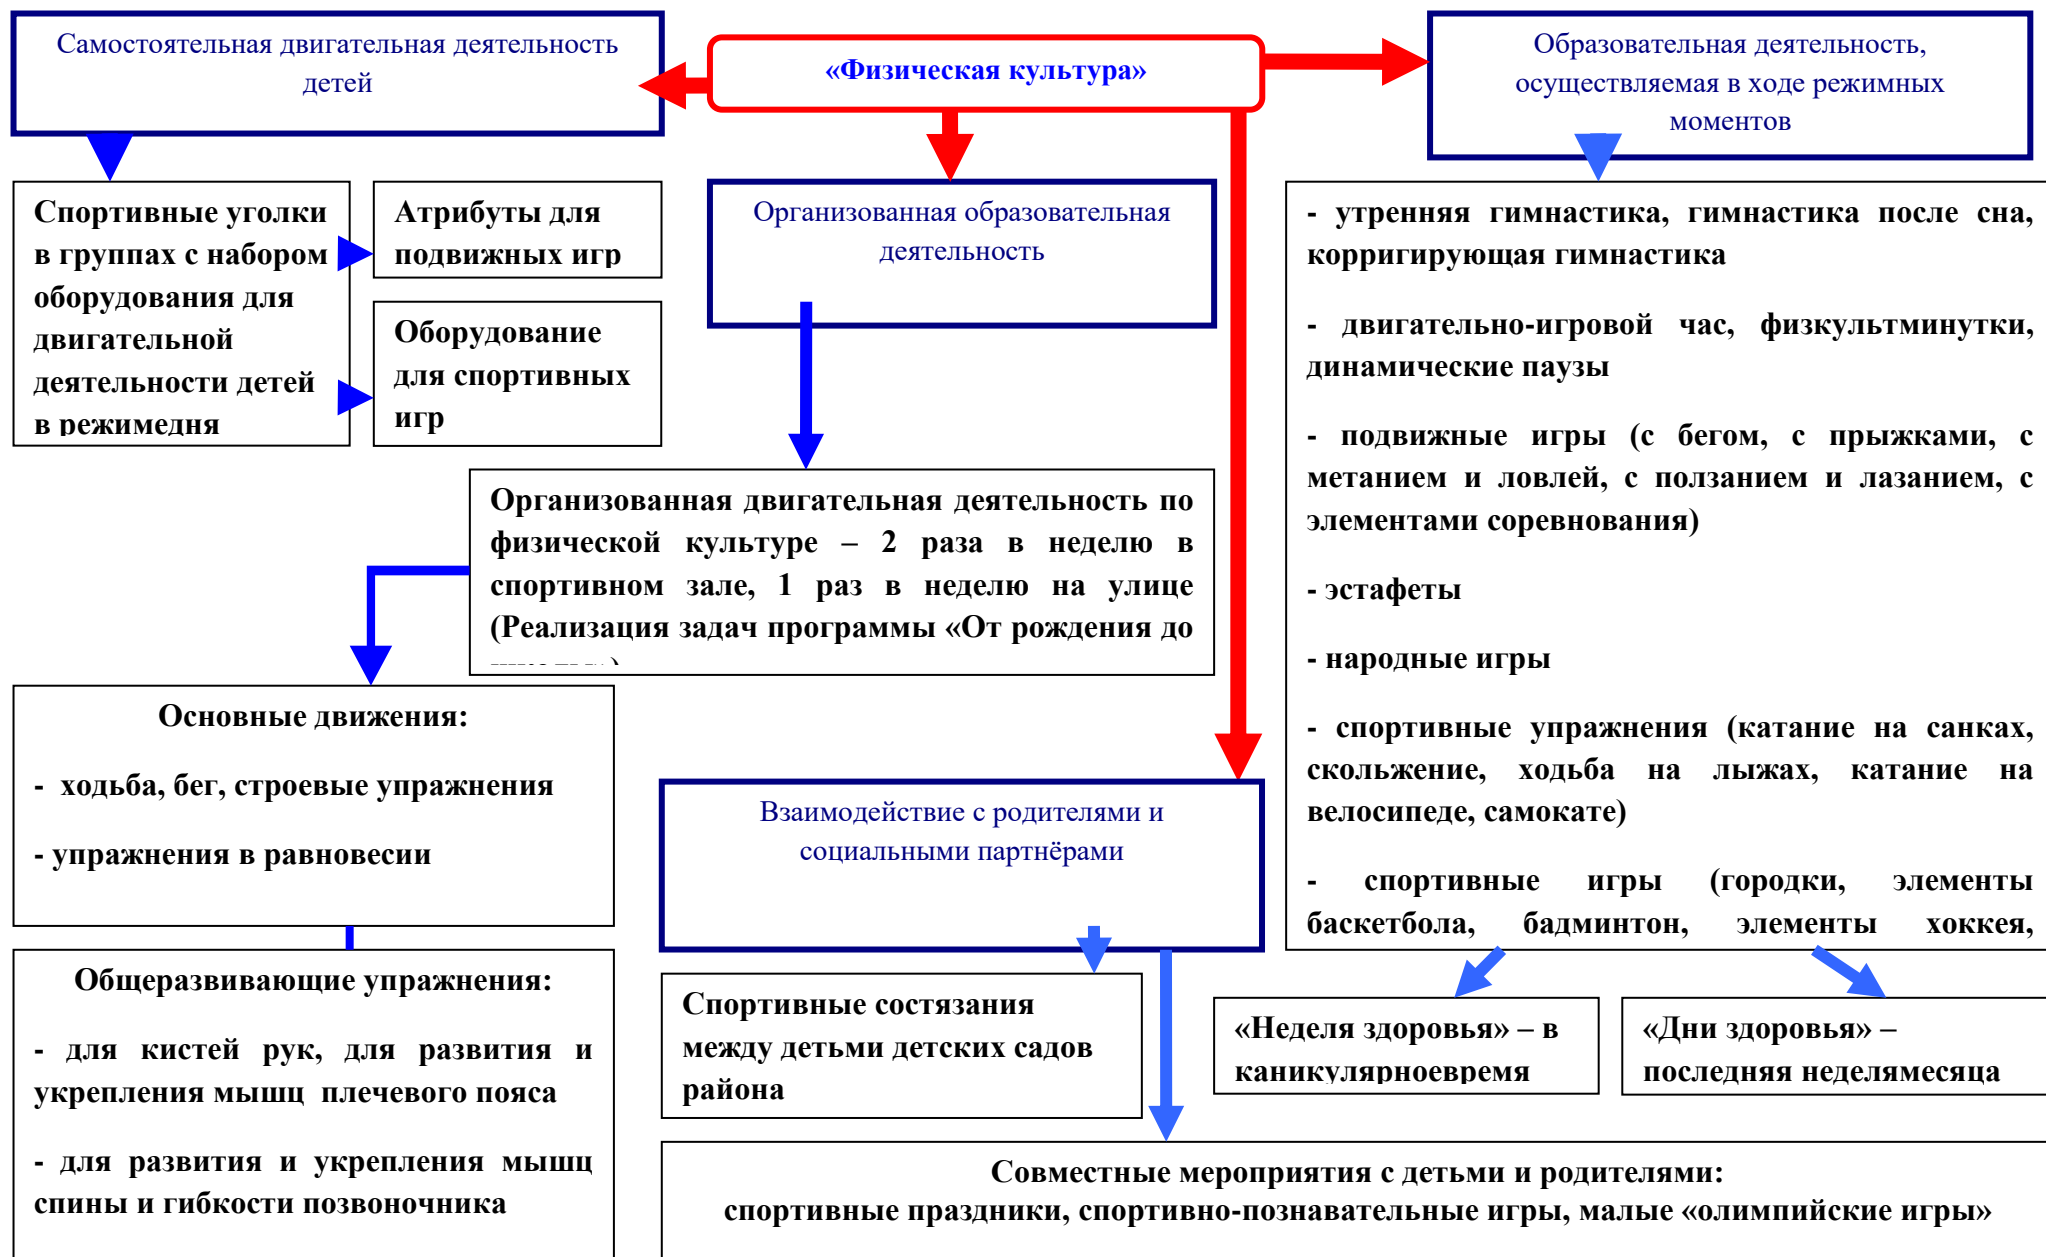 Самостоятельная двигательная деятельность
детей
«Физическая культура»
Образовательная деятельность,
осуществляемая в ходе режимных
моментов
Спортивные уголки
в группах с набором
оборудования для
двигательной
деятельности детей
в режимедня
Атрибуты для
подвижных игр
Оборудование
для спортивных
игр
Организованная образовательная
деятельность
- утренняя гимнастика, гимнастика после сна,
корригирующая гимнастика
- двигательно-игровой час, физкультминутки,
динамические паузы
- подвижные игры (с бегом, с прыжками, с
метанием и ловлей, с ползанием и лазанием, с
элементами соревнования)
- эстафеты
- народные игры
- спортивные упражнения (катание на санках,
скольжение, ходьба на лыжах, катание на
велосипеде, самокате)
- спортивные игры (городки, элементы
баскетбола, бадминтон, элементы хоккея,
Организованная двигательная деятельность по
физической культуре – 2 раза в неделю в
спортивном зале, 1 раз в неделю на улице
(Реализация задач программы «От рождения до
Основные движения:
- ходьба, бег, строевые упражнения
- упражнения в равновесии
Взаимодействие с родителями и
социальными партнёрами
Общеразвивающие упражнения:
- для кистей рук, для развития и
укрепления мышц плечевого пояса
- для развития и укрепления мышц
спины и гибкости позвоночника
Спортивные состязания
между детьми детских садов
района
«Неделя здоровья» – в
каникулярноевремя
«Дни здоровья» –
последняя неделямесяца
Совместные мероприятия с детьми и родителями:
спортивные праздники, спортивно-познавательные игры, малые «олимпийские игры»